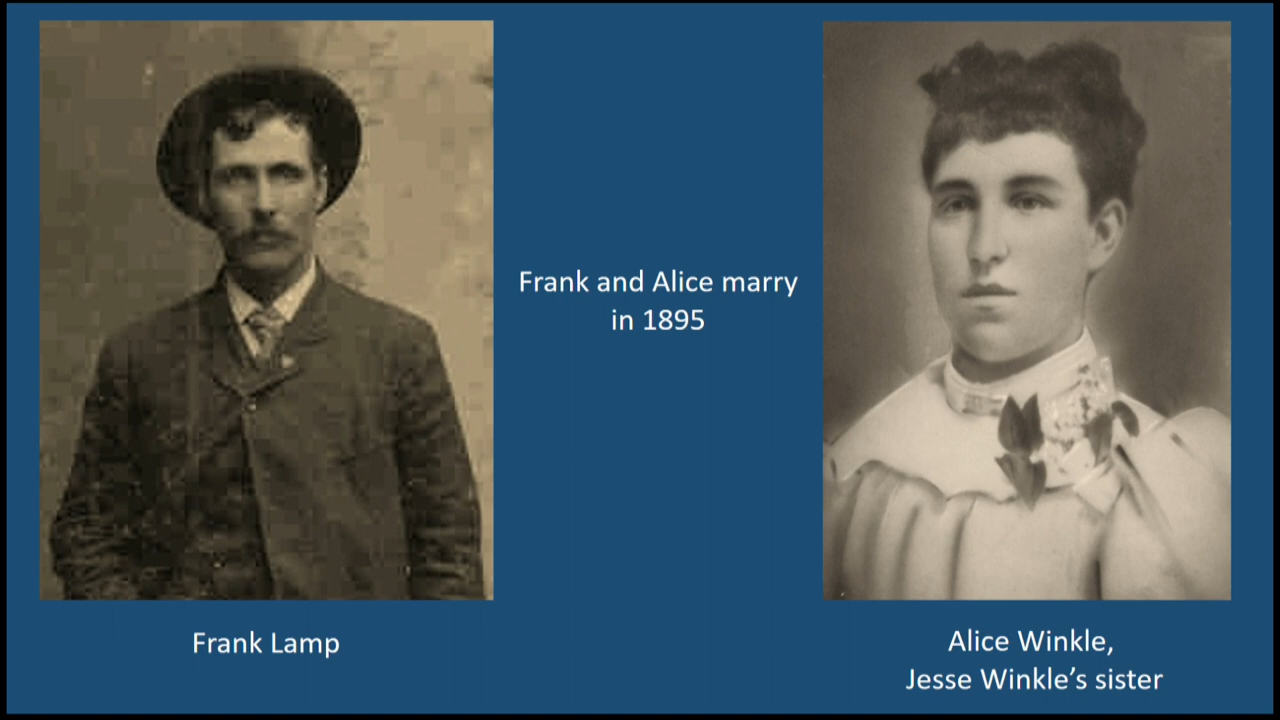 Frank and Alice marry
in 1895
Frank Lamp
Alice Winkle,
Jesse Winkle’s sister